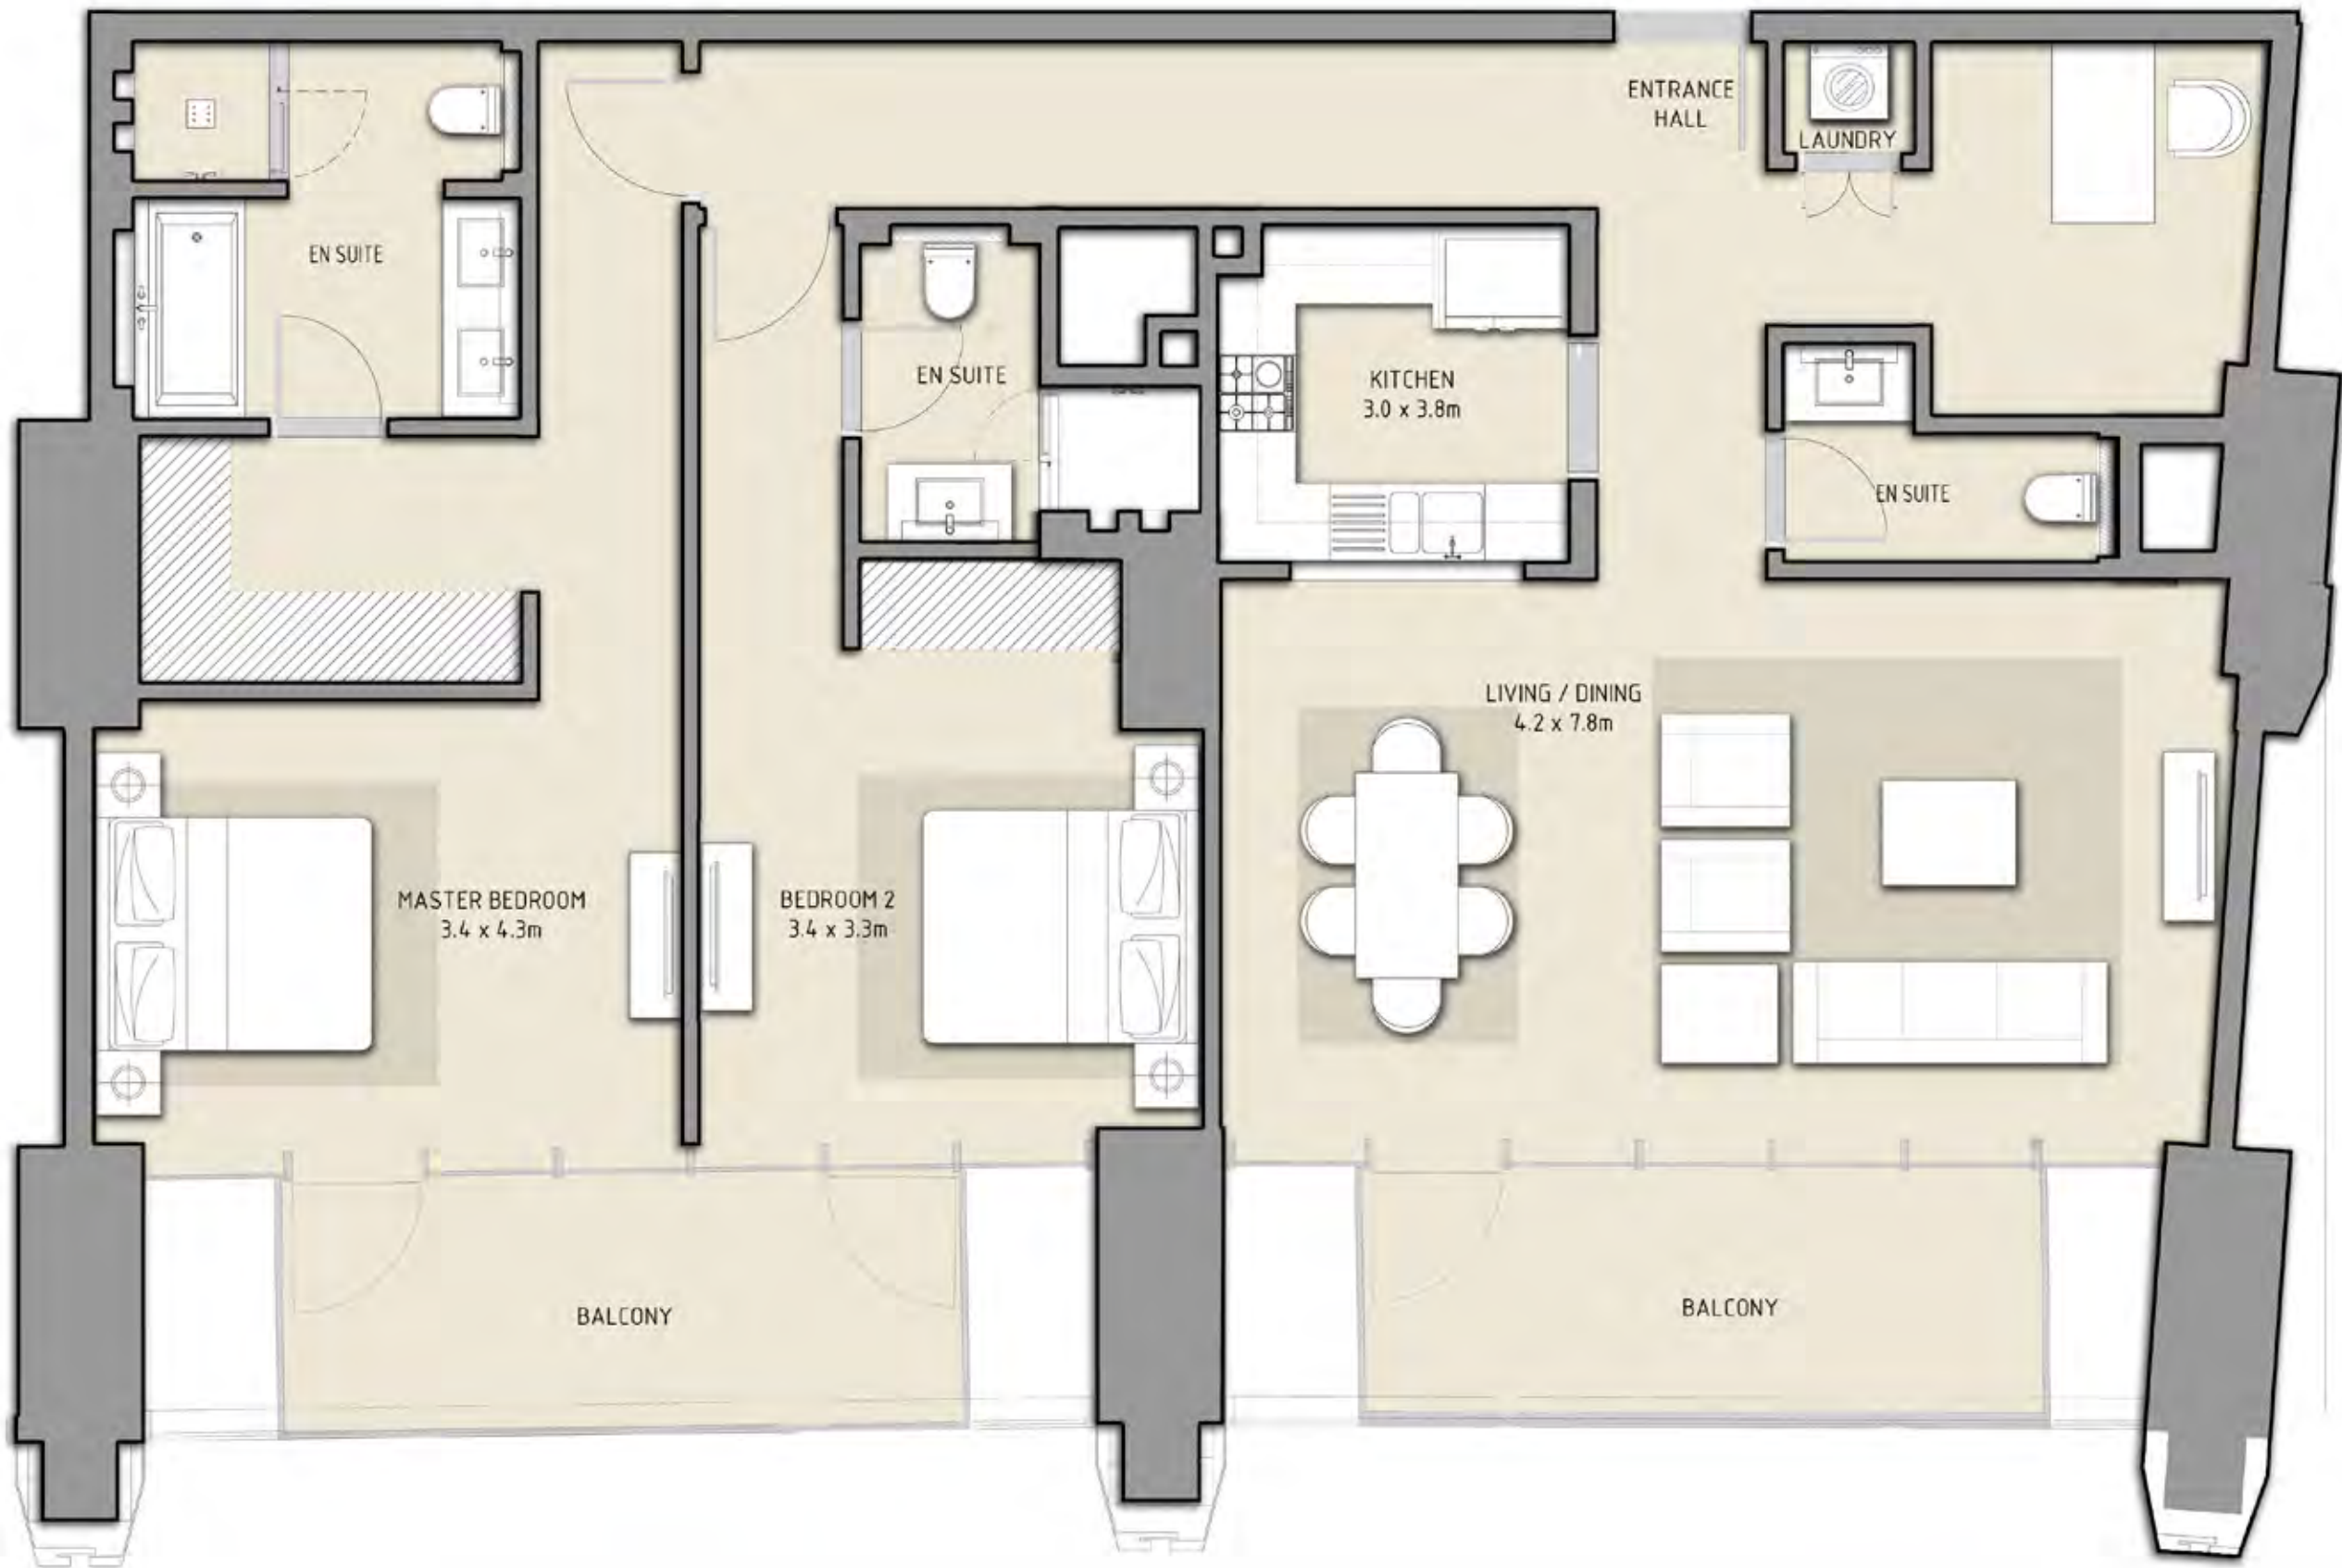 ENTRANCE
HALL
LAUNDRY
EN SUITE
EN SUITE
KITCHEN
3.0 x 3.8m
EN SUITE
LIVING / DINING
4.2 x 7.8m
MASTER BEDROOM
3.4 x 4.3m
BEDROOM 2
3.4 x 3.3m
BALCONY
BALCONY